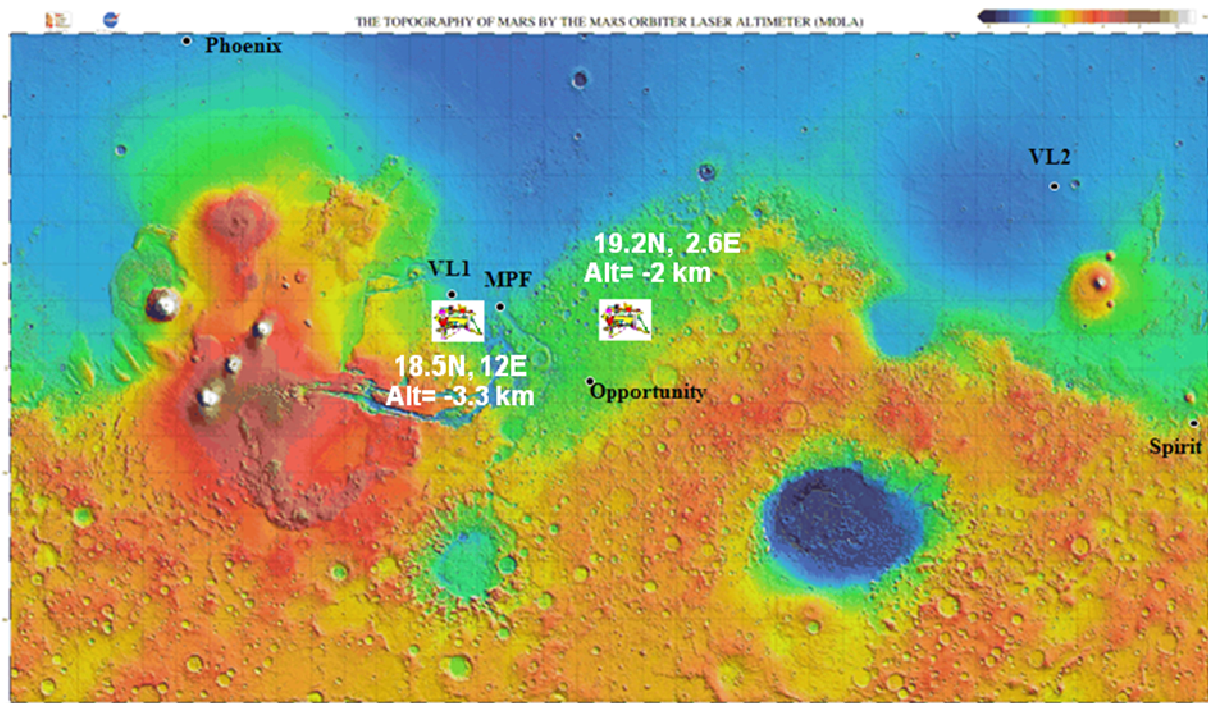 THE TOPOGRAPHY OF MARS BY THE MARS ORBITER LASER ALTIMETER (MOLA)
Phoenix
VL2
19.2N, 2.6E
Alt= -2 km
VL1
MPF
18.5N, 12E
Alt= -3.3 km
Opportunity
Spirit